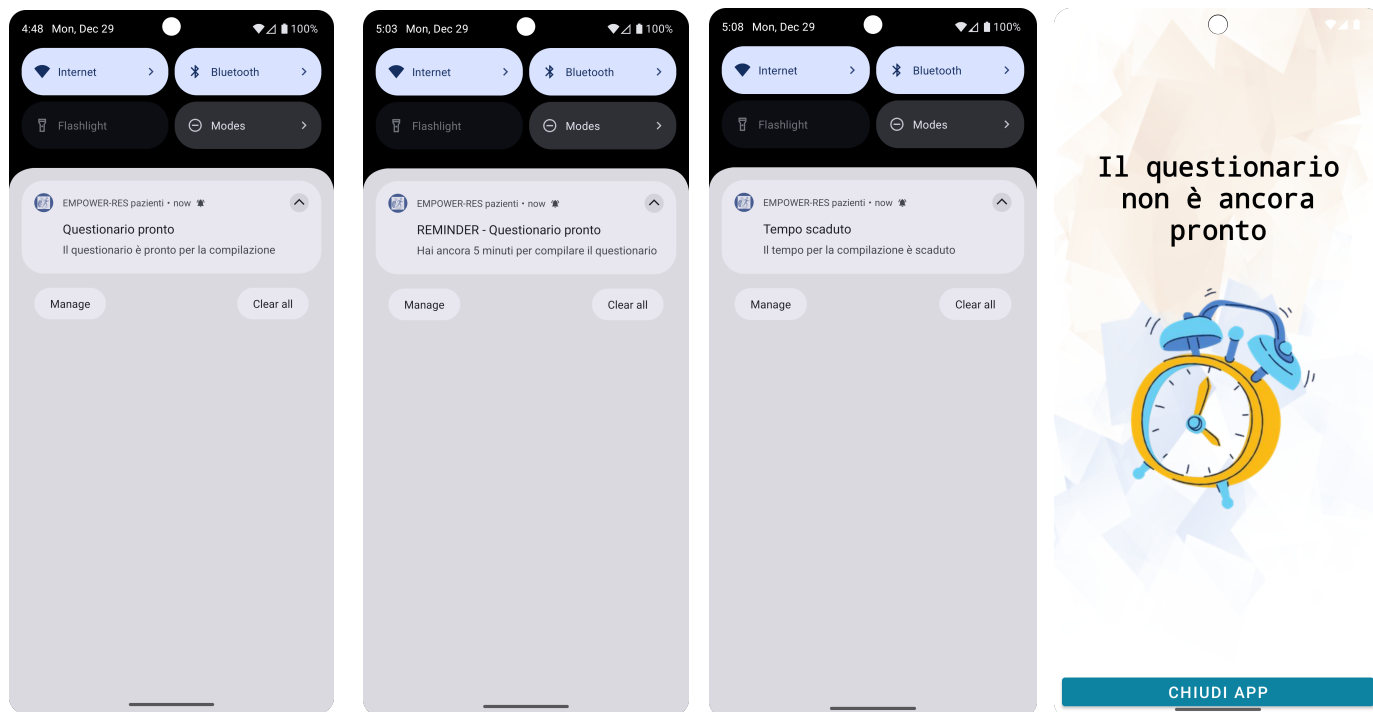 4:48 Mon, Dec 29 100%
Internet Bluetooth
Flashlight Modes
EMPOWER-RES pazienti • now
Questionario pronto
Il questionario è pronto per la compilazione
Manage Clear all
5:03 Mon, Dec 29 100%
Internet Bluetooth
Flashlight Modes
EMPOWER-RES pazienti • now
REMINDER - Questionario pronto
Hai ancora 5 minuti per compilare il questionario
Manage Clear all
5:08 Mon, Dec 29 100%
Internet Bluetooth
Flashlight Modes
EMPOWER-RES pazienti • now
Tempo scaduto
Il tempo per la compilazione è scaduto
Manage Clear all
Il questionario
non è ancora
pronto
CHIUDI APP